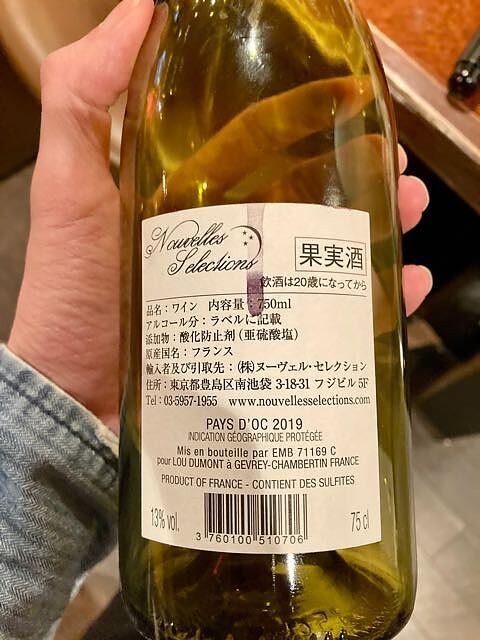 Nouvelles
Selections
果実酒
飲酒は20歳になってから
品名：ワイン 内容量：750ml
アルコール分：ラベルに記載
添加物：酸化防止剤（亜硫酸塩）
原産国名：フランス
輸入者及び引取先：（株）ヌーヴェル・セレクション
住所：東京都豊島区南池袋 3-18-31 フジビル 5F
Tel：03-5957-1955 www.nouvellesselections.com
PAYS D'OC 2019
INDICATION GÉOGRAPHIQUE PROTÉGÉE
Mis en bouteille par EMB 71169 C
pour LOU DUMONT à GEVREY-CHAMBERTIN FRANCE
PRODUCT OF FRANCE - CONTIENT DES SULFITES
13% vol.
3 760100 510706
75 cl